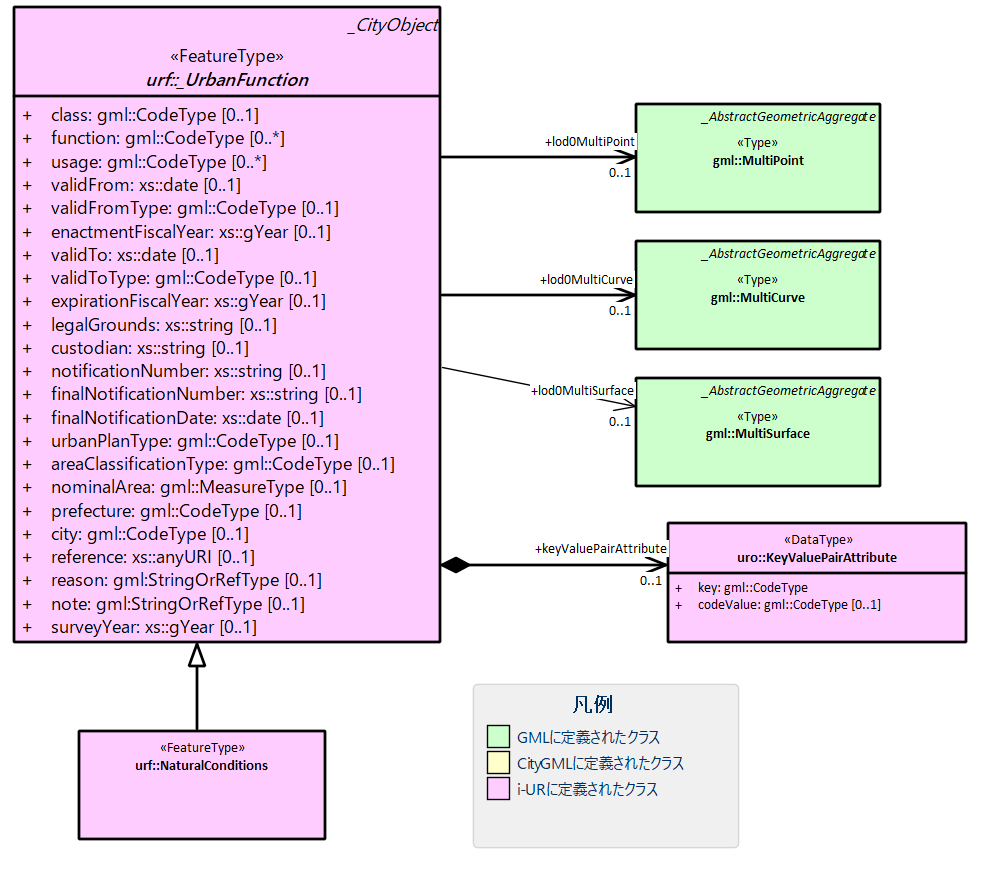 _CityObject
«FeatureType»
urf::_UrbanFunction
+ class: gml::CodeType [0..1]
+ function: gml::CodeType [0..*]
+ usage: gml::CodeType [0..*]
+ validFrom: xs::date [0..1]
+ validFromType: gml::CodeType [0..1]
+ enactmentFiscalYear: xs::gYear [0..1]
+ validTo: xs::date [0..1]
+ validToType: gml::CodeType [0..1]
+ expirationFiscalYear: xs::gYear [0..1]
+ legalGrounds: xs::string [0..1]
+ custodian: xs::string [0..1]
+ notificationNumber: xs::string [0..1]
+ finalNotificationNumber: xs::string [0..1]
+ finalNotificationDate: xs::date [0..1]
+ urbanPlanType: gml::CodeType [0..1]
+ areaClassificationType: gml::CodeType [0..1]
+ nominalArea: gml::MeasureType [0..1]
+ prefecture: gml::CodeType [0..1]
+ city: gml::CodeType [0..1]
+ reference: xs::anyURI [0..1]
+ reason: gml:StringOrRefType [0..1]
+ note: gml:StringOrRefType [0..1]
+ surveyYear: xs::gYear [0..1]
+lod0MultiPoint
0..1
_AbstractGeometricAggregate
«Type»
gml::MultiPoint
+lod0MultiCurve
0..1
_AbstractGeometricAggregate
«Type»
gml::MultiCurve
+lod0MultiSurface
0..1
_AbstractGeometricAggregate
«Type»
gml::MultiSurface
+keyValuePairAttribute
0..1
«DataType»
uro::KeyValuePairAttribute
+ key: gml::CodeType
+ codeValue: gml::CodeType [0..1]
«FeatureType»
urf::NaturalConditions
凡例
GMLに定義されたクラス
CityGMLに定義されたクラス
i-URに定義されたクラス